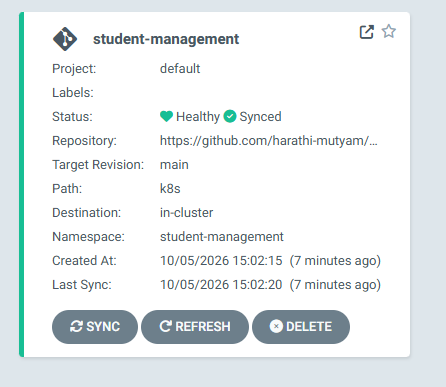 student-management
Project: default
Labels:
Status: Healthy Synced
Repository: https://github.com/harathi-mutyam/...
Target Revision: main
Path: k8s
Destination: in-cluster
Namespace: student-management
Created At: 10/05/2026 15:02:15 (7 minutes ago)
Last Sync: 10/05/2026 15:02:20 (7 minutes ago)
SYNC REFRESH DELETE